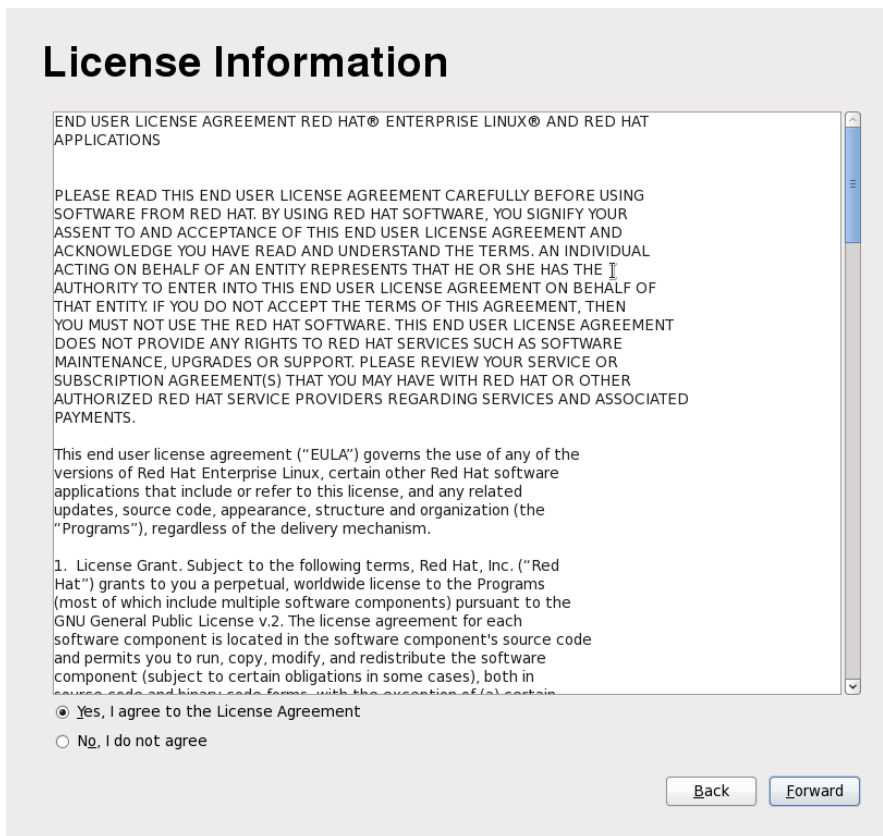 License Information
END USER LICENSE AGREEMENT RED HAT® ENTERPRISE LINUX® AND RED HAT
APPLICATIONS
PLEASE READ THIS END USER LICENSE AGREEMENT CAREFULLY BEFORE USING
SOFTWARE FROM RED HAT. BY USING RED HAT SOFTWARE, YOU SIGNIFY YOUR
ASSENT TO AND ACCEPTANCE OF THIS END USER LICENSE AGREEMENT AND
ACKNOWLEDGE YOU HAVE READ AND UNDERSTAND THE TERMS. AN INDIVIDUAL
ACTING ON BEHALF OF AN ENTITY REPRESENTS THAT HE OR SHE HAS THE
AUTHORITY TO ENTER INTO THIS END USER LICENSE AGREEMENT ON BEHALF OF
THAT ENTITY. IF YOU DO NOT ACCEPT THE TERMS OF THIS AGREEMENT, THEN
YOU MUST NOT USE THE RED HAT SOFTWARE. THIS END USER LICENSE AGREEMENT
DOES NOT PROVIDE ANY RIGHTS TO RED HAT SERVICES SUCH AS SOFTWARE
MAINTENANCE, UPGRADES OR SUPPORT. PLEASE REVIEW YOUR SERVICE OR
SUBSCRIPTION AGREEMENT(S) THAT YOU MAY HAVE WITH RED HAT OR OTHER
AUTHORIZED RED HAT SERVICE PROVIDERS REGARDING SERVICES AND ASSOCIATED
PAYMENTS.
This end user license agreement (“EULA”) governs the use of any of the
versions of Red Hat Enterprise Linux, certain other Red Hat software
applications that include or refer to this license, and any related
updates, source code, appearance, structure and organization (the
“Programs”), regardless of the delivery mechanism.
1.  License Grant. Subject to the following terms, Red Hat, Inc. (“Red
Hat”) grants to you a perpetual, worldwide license to the Programs
(most of which include multiple software components) pursuant to the
GNU General Public License v.2. The license agreement for each
software component is located in the software component's source code
and permits you to run, copy, modify, and redistribute the software
component (subject to certain obligations in some cases), both in
source code and binary code forms, with the exception of (a) certain
Yes, I agree to the License Agreement
No, I do not agree
Back
Forward